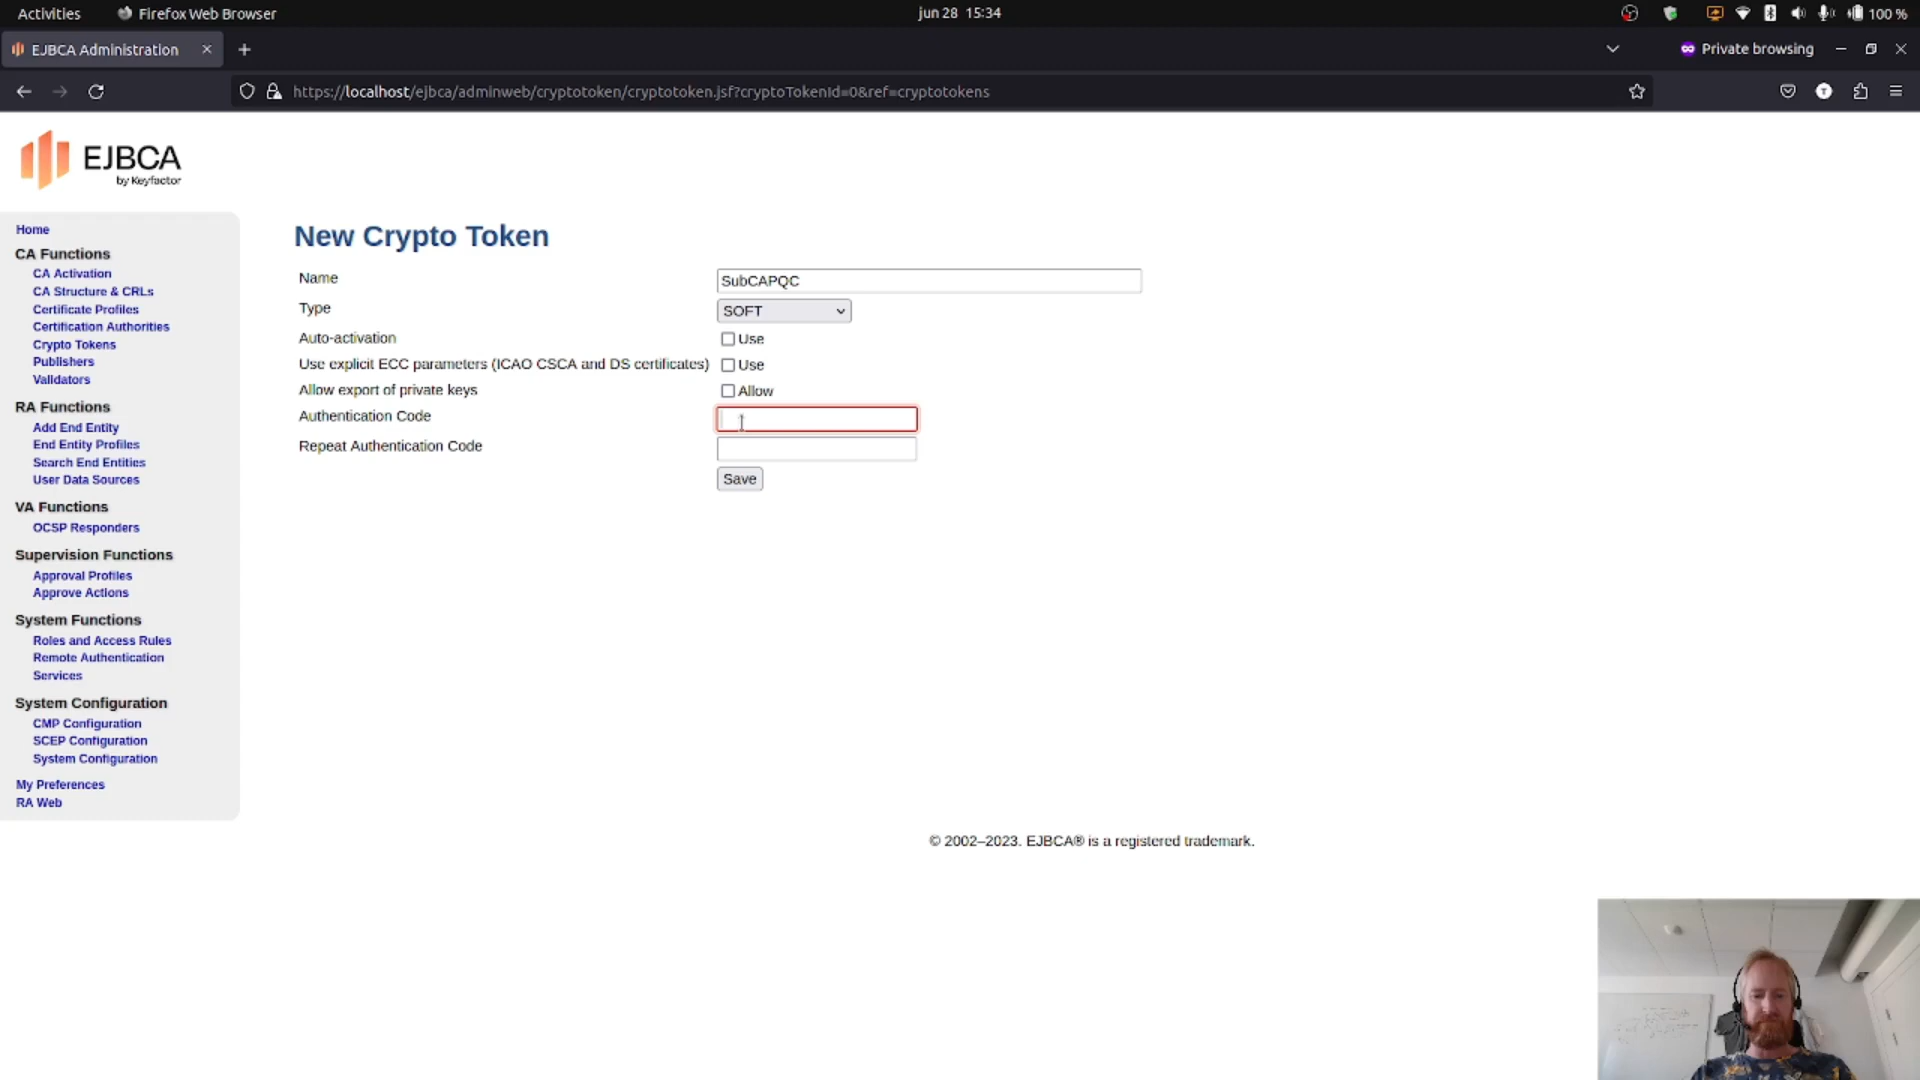 Activities
Firefox Web Browser
jun 28 15:34
100 %
EJBCA Administration
Private browsing
https://localhost/ejbca/adminweb/cryptotoken/cryptotoken.jsf?cryptoTokenId=0&ref=cryptotokens
EJBCA
by Keyfactor
Home
CA Functions
CA Activation
CA Structure & CRLs
Certificate Profiles
Certification Authorities
Crypto Tokens
Publishers
Validators
RA Functions
Add End Entity
End Entity Profiles
Search End Entities
User Data Sources
VA Functions
OCSP Responders
Supervision Functions
Approval Profiles
Approve Actions
System Functions
Roles and Access Rules
Remote Authentication
Services
System Configuration
CMP Configuration
SCEP Configuration
System Configuration
My Preferences
RA Web
New Crypto Token
Name SubCAPQC
Type SOFT
Auto-activation Use
Use explicit ECC parameters (ICAO CSCA and DS certificates) Use
Allow export of private keys Allow
Authentication Code
Repeat Authentication Code
Save
© 2002–2023. EJBCA® is a registered trademark.